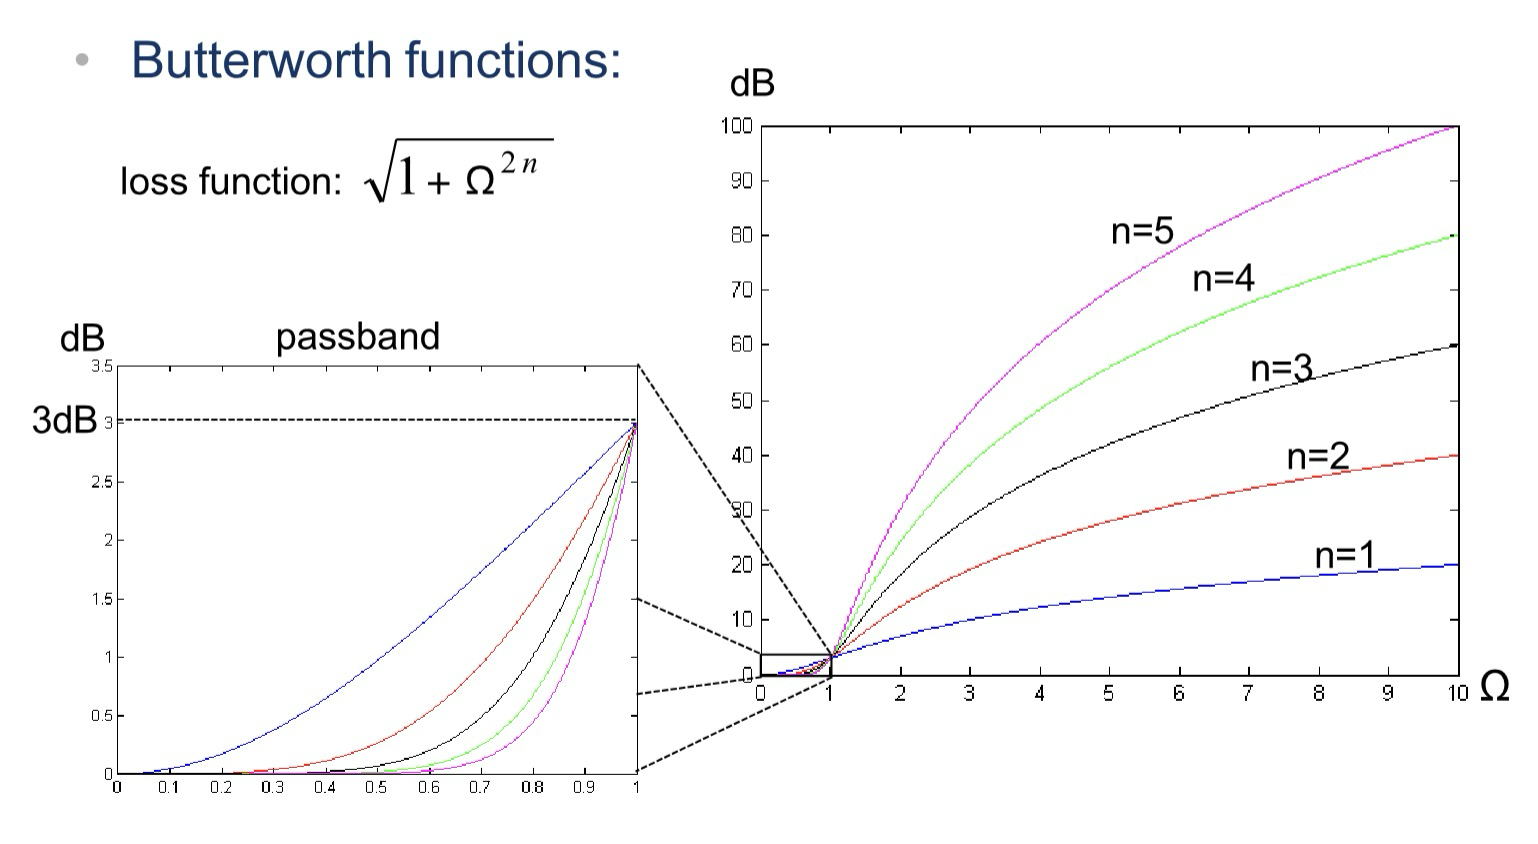 • Butterworth functions:
loss function: √1 + Ω^2n
dB
passband
3dB
3.5
3
2.5
2
1.5
1
0.5
0
0 0.1 0.2 0.3 0.4 0.5 0.6 0.7 0.8 0.9 1
dB
100
90
80
70
60
50
40
30
20
10
0
n=5
n=4
n=3
n=2
n=1
0 1 2 3 4 5 6 7 8 9 10 Ω